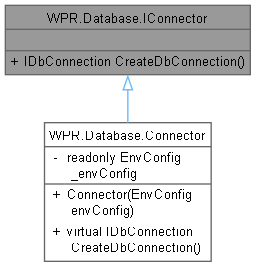 WPR.Database.IConnector
+ IDbConnection CreateDbConnection()
WPR.Database.Connector
- readonly EnvConfig
_envConfig
+ Connector(EnvConfig
envConfig)
+ virtual IDbConnection
CreateDbConnection()